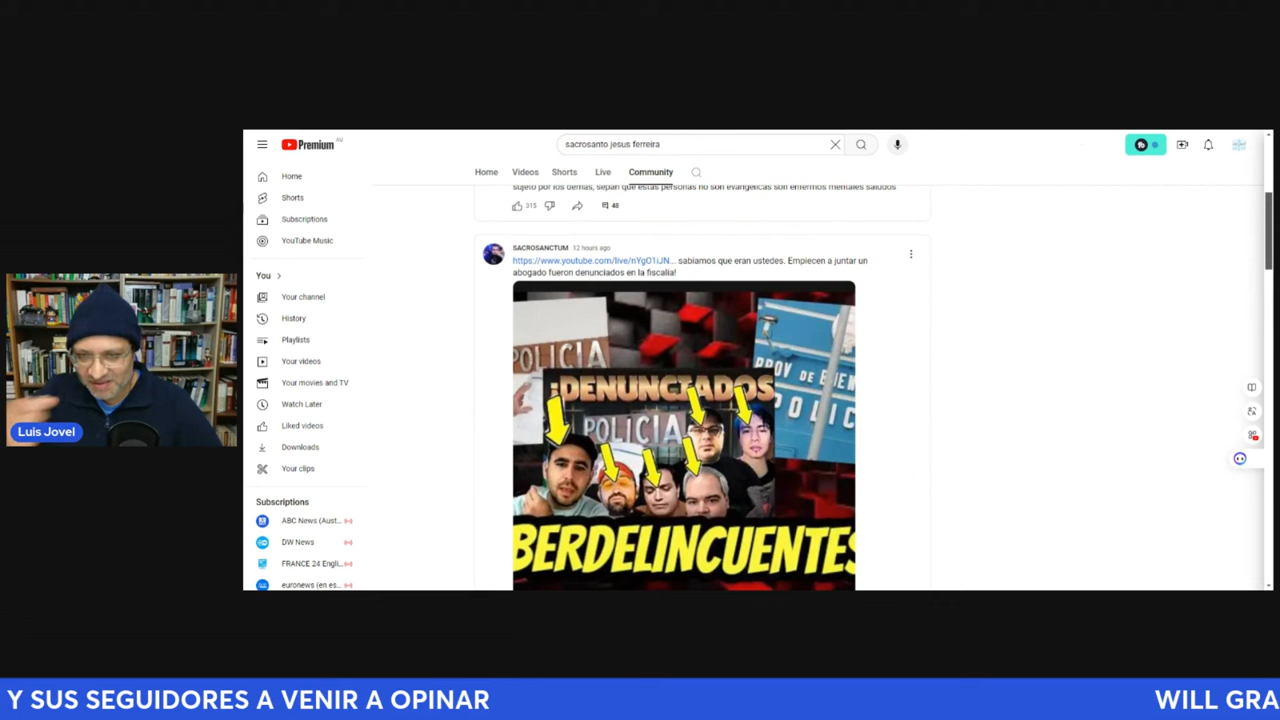 Premium AU
sacrosanto jesus ferreira
Home Videos Shorts Live Community
Home
Shorts
Subscriptions
YouTube Music
You
Your channel
History
Playlists
Your videos
Your movies and TV
Watch Later
Liked videos
Downloads
Your clips
Subscriptions
ABC News (Aust...
DW News
FRANCE 24 Engli...
euronews (en es...
sujeto por los demas, sepan que estas personas no son evangelicas son enfermos mentales saludos
315 48
SACROSANCTUM 12 hours ago
https://www.youtube.com/live/nYgO1iJN... sabiamos que eran ustedes. Empiecen a juntar un
abogado fueron denunciados en la fiscalia!
POLICIA
¡DENUNCIADOS
POLICIA
PROV DE BUEN
POLIC
BERDELINCUENTES
Luis Jovel
Y SUS SEGUIDORES A VENIR A OPINAR
WILL GRA